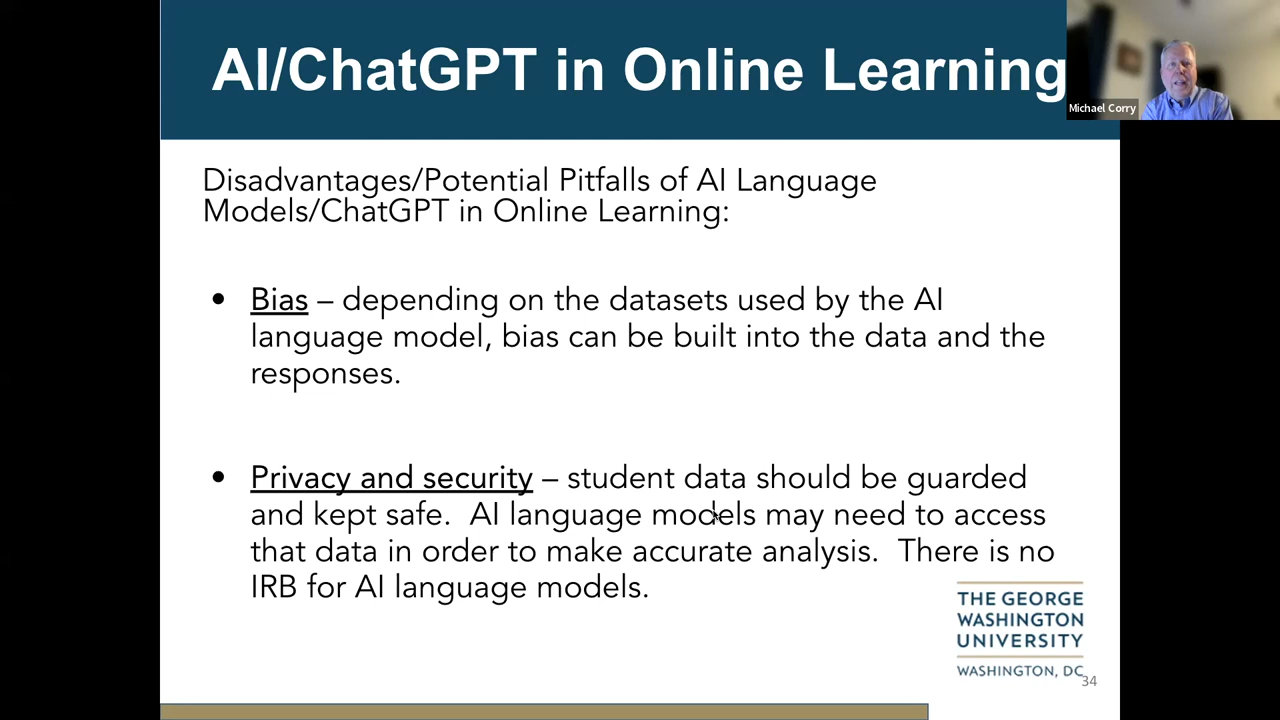 AI/ChatGPT in Online Learning
Michael Corry
Disadvantages/Potential Pitfalls of AI Language
Models/ChatGPT in Online Learning:
• Bias – depending on the datasets used by the AI
language model, bias can be built into the data and the
responses.
• Privacy and security – student data should be guarded
and kept safe.  AI language models may need to access
that data in order to make accurate analysis.  There is no
IRB for AI language models.
THE GEORGE
WASHINGTON
UNIVERSITY
WASHINGTON, DC
34